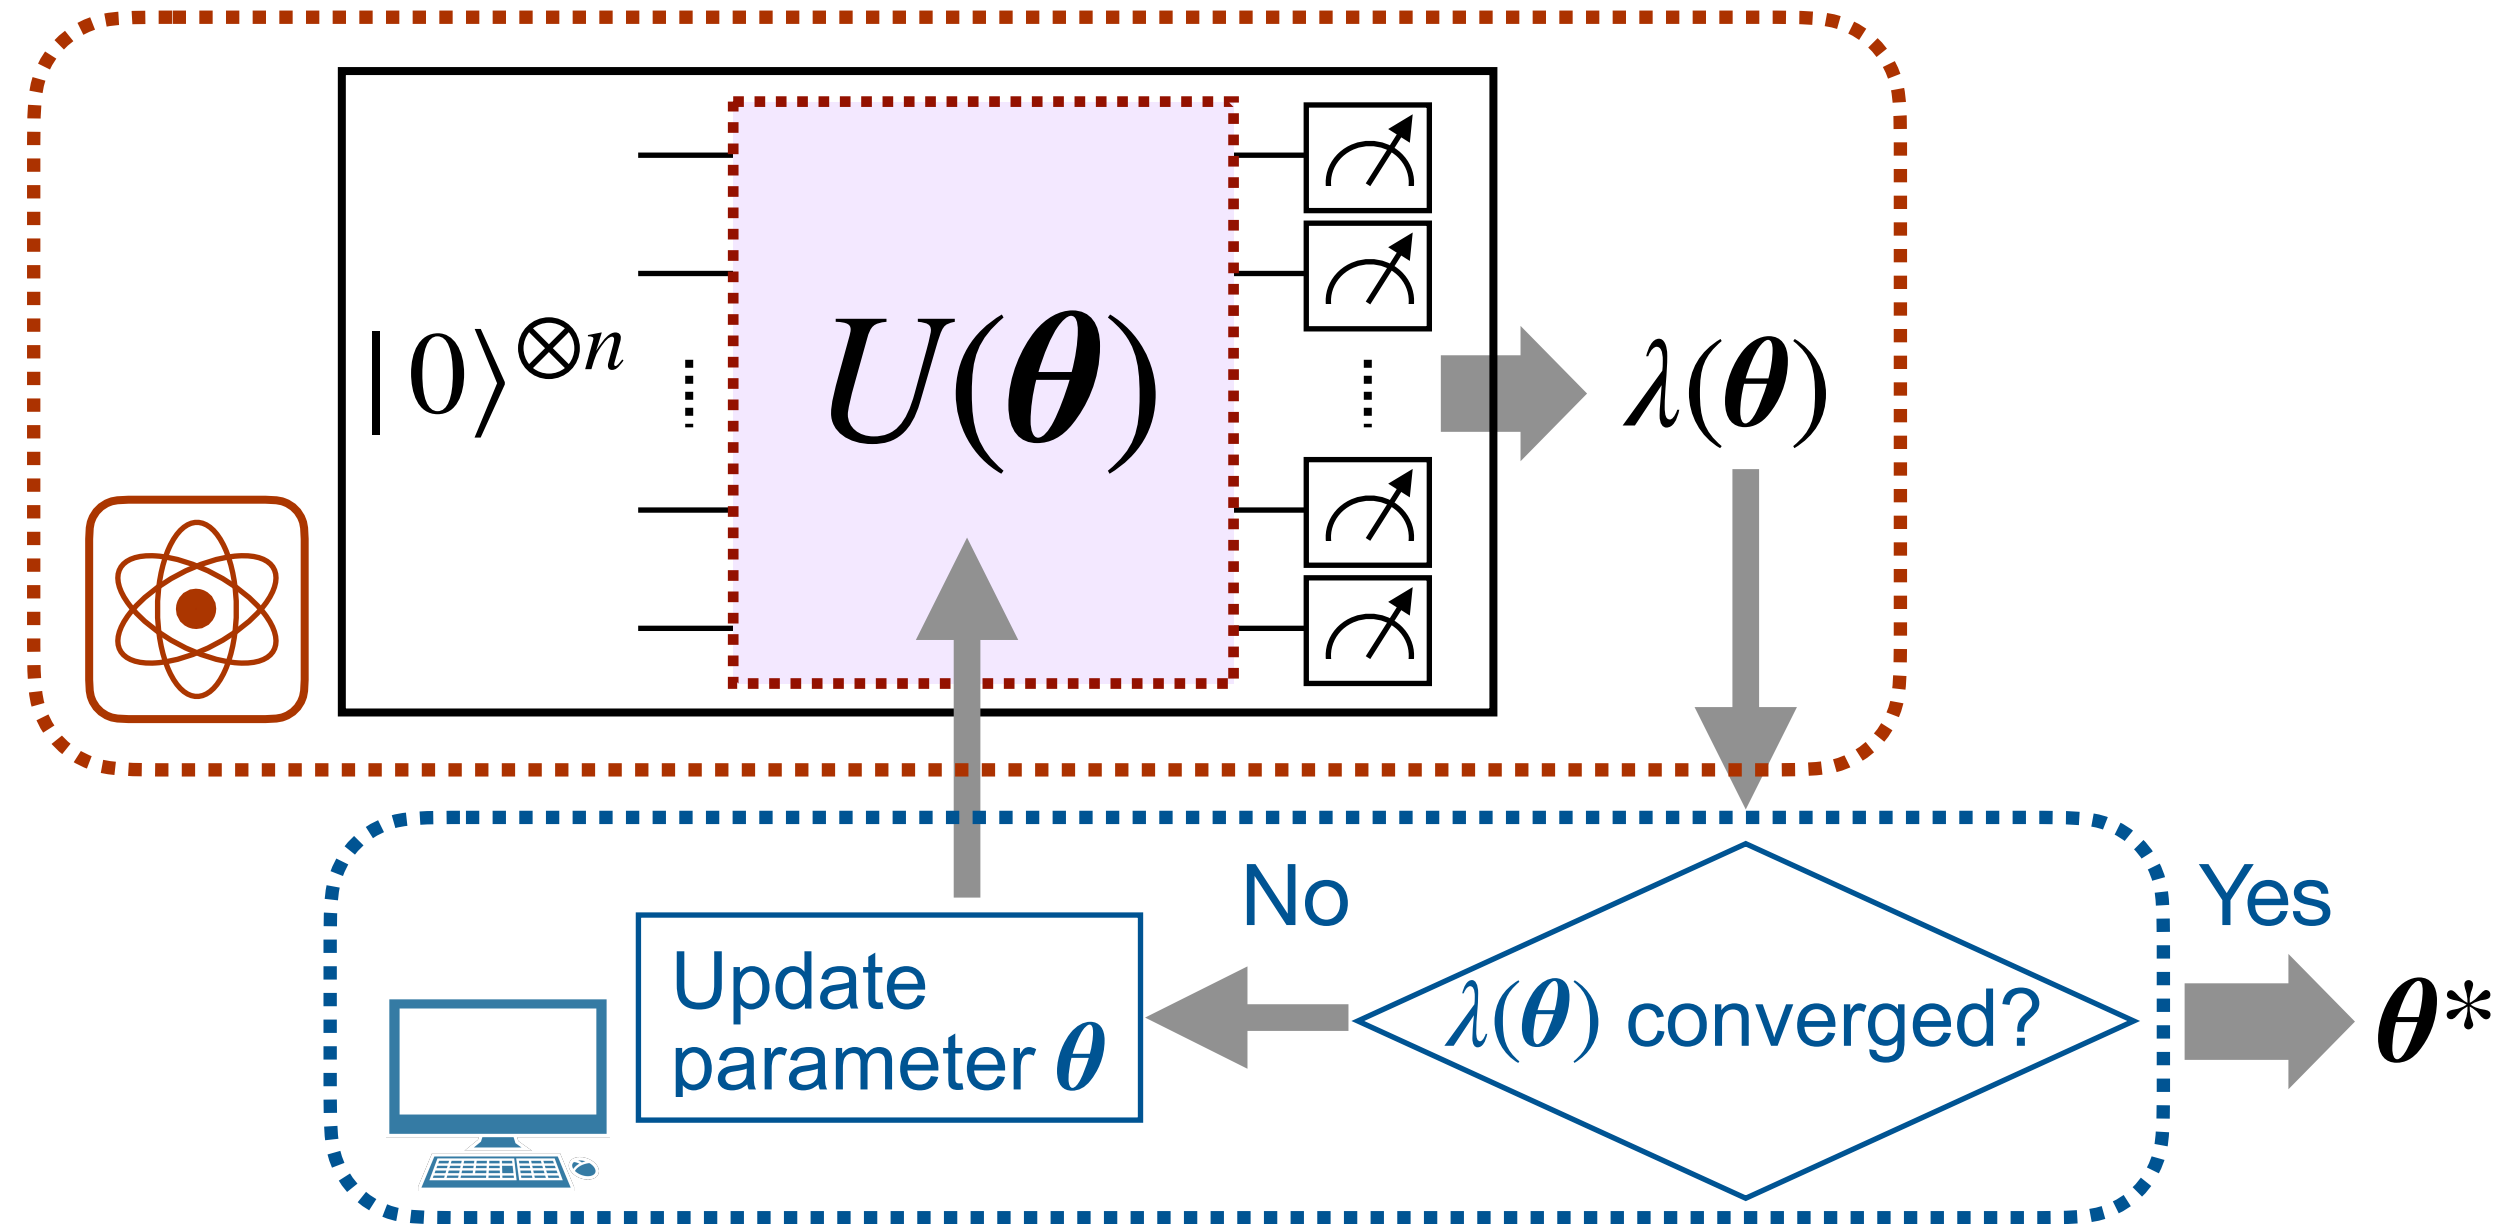 |0⟩⊗n
U(θ)
λ(θ)
No
Yes
Update
parameter θ
λ(θ) converged?
θ*